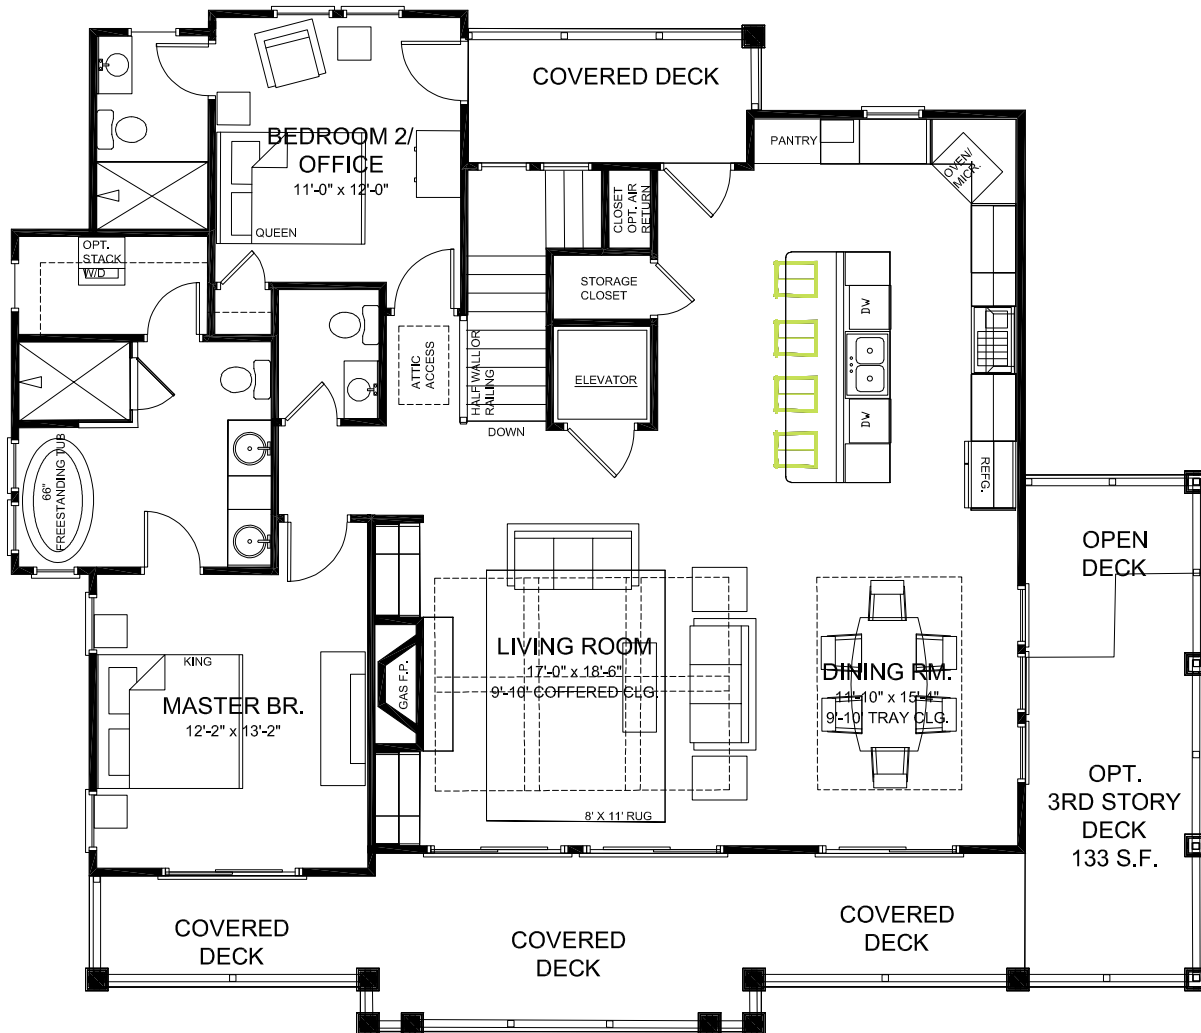 COVERED DECK
BEDROOM 2/
OFFICE
11'-0" x 12'-0"
QUEEN
PANTRY
OVEN/
MICR.
CLOSET
OPT. AIR
RETURN
OPT.
STACK
W/D
STORAGE
CLOSET
DW
ATTIC
ACCESS
HALF WALL OR
RAILING
ELEVATOR
DOWN
DW
REFG.
66"
FREESTANDING TUB
OPEN
DECK
LIVING ROOM
17'-0" x 18'-6"
9'-10' COFFERED CLG.
GAS F.P.
KING
MASTER BR.
12'-2" x 13'-2"
DINING RM.
11'-10" x 15'-4"
9'-10' TRAY CLG.
8' X 11' RUG
OPT.
3RD STORY
DECK
133 S.F.
COVERED
DECK
COVERED
DECK
COVERED
DECK